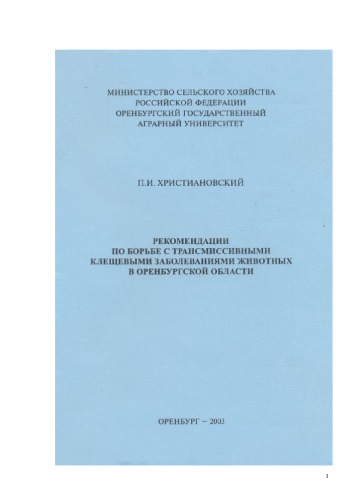 МИНИСТЕРСТВО СЕЛЬСКОГО ХОЗЯЙСТВА
РОССИЙСКОЙ ФЕДЕРАЦИИ
ОРЕНБУРГСКИЙ ГОСУДАРСТВЕННЫЙ
АГРАРНЫЙ УНИВЕРСИТЕТ
П.И. ХРИСТИАНОВСКИЙ
РЕКОМЕНДАЦИИ
ПО БОРЬБЕ С ТРАНСМИССИВНЫМИ
КЛЕЩЕВЫМИ ЗАБОЛЕВАНИЯМИ ЖИВОТНЫХ
В ОРЕНБУРГСКОЙ ОБЛАСТИ
ОРЕНБУРГ – 2003
1